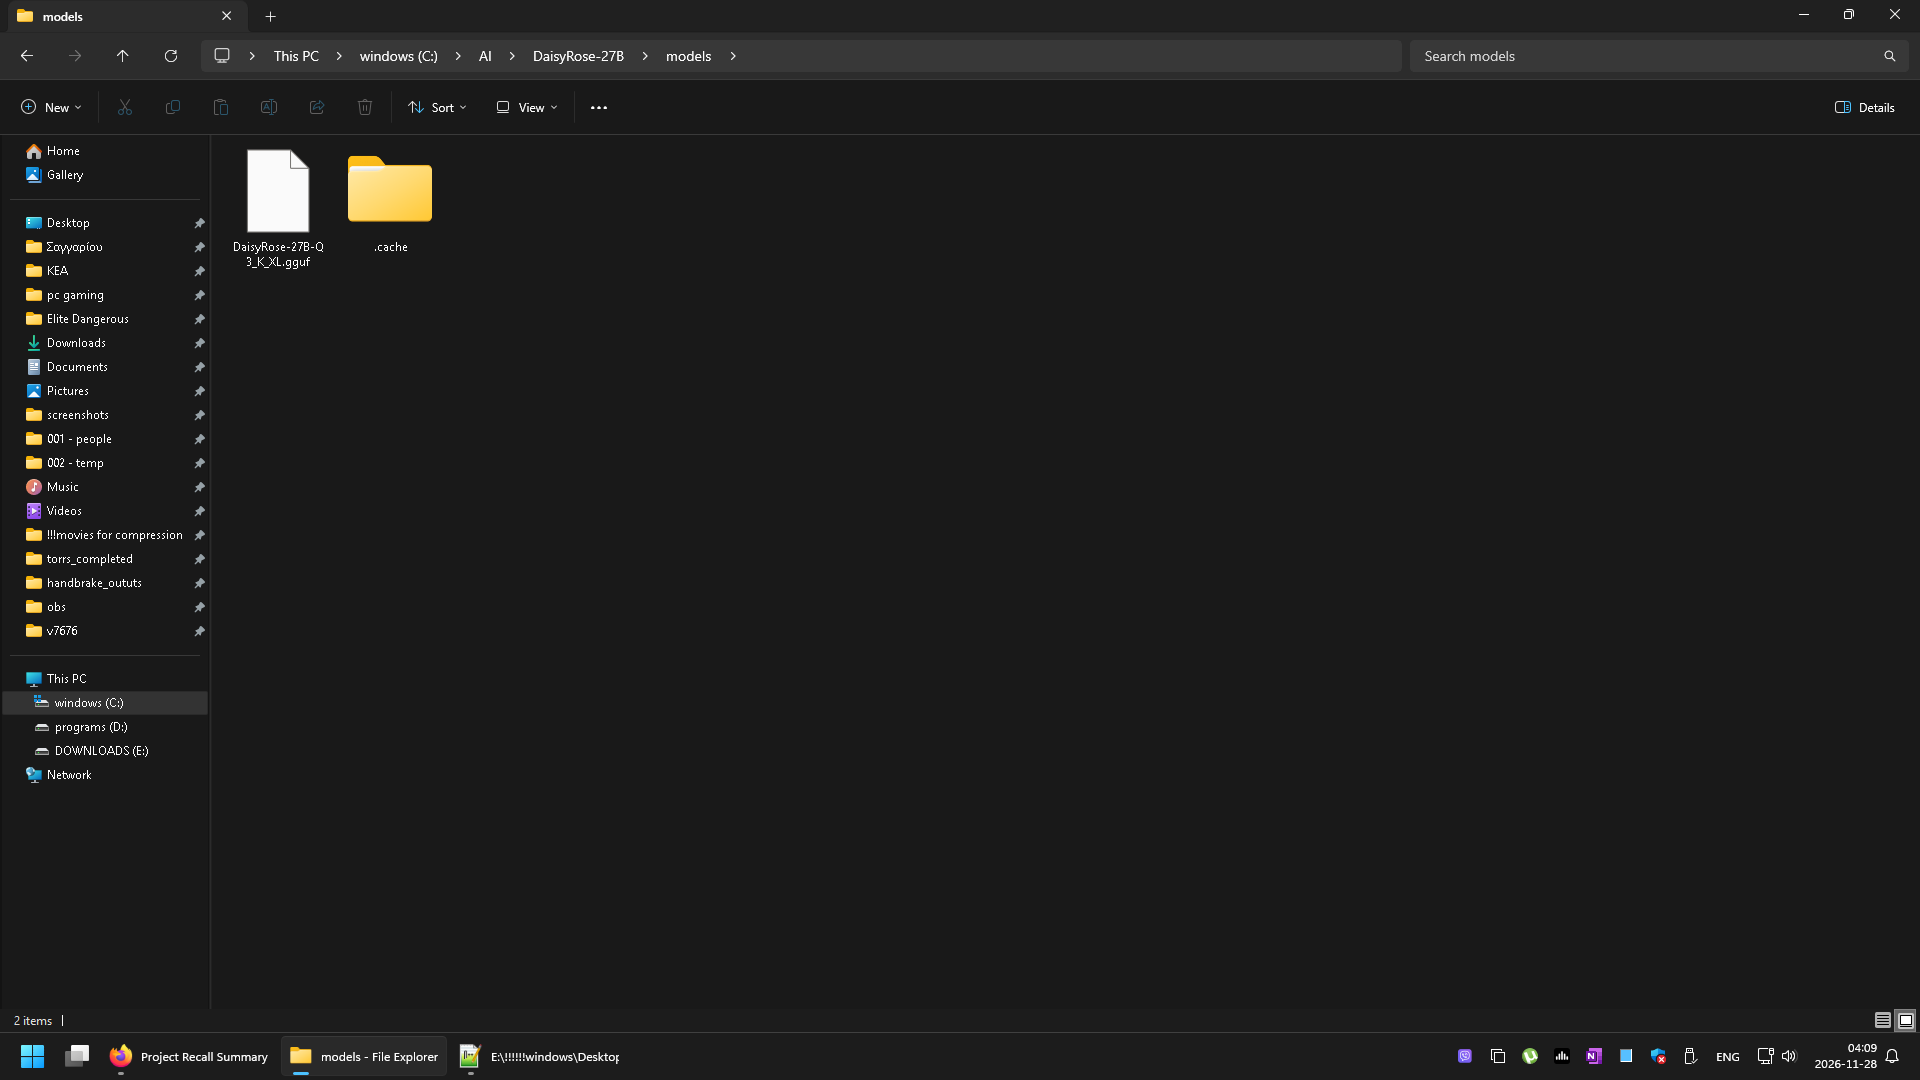 models
This PC
windows (C:)
AI
DaisyRose-27B
models
Search models
New
Sort
View
Details
Home
Gallery
Desktop
Σαγγαρίου
KEA
pc gaming
Elite Dangerous
Downloads
Documents
Pictures
screenshots
001 - people
002 - temp
Music
Videos
!!!movies for compression
torrs_completed
handbrake_oututs
obs
v7676
This PC
windows (C:)
programs (D:)
DOWNLOADS (E:)
Network
DaisyRose-27B-Q
3_K_XL.gguf
.cache
2 items
Project Recall Summary
models - File Explorer
E:\!!!!!!windows\Desktop
ENG
04:09
2026-11-28